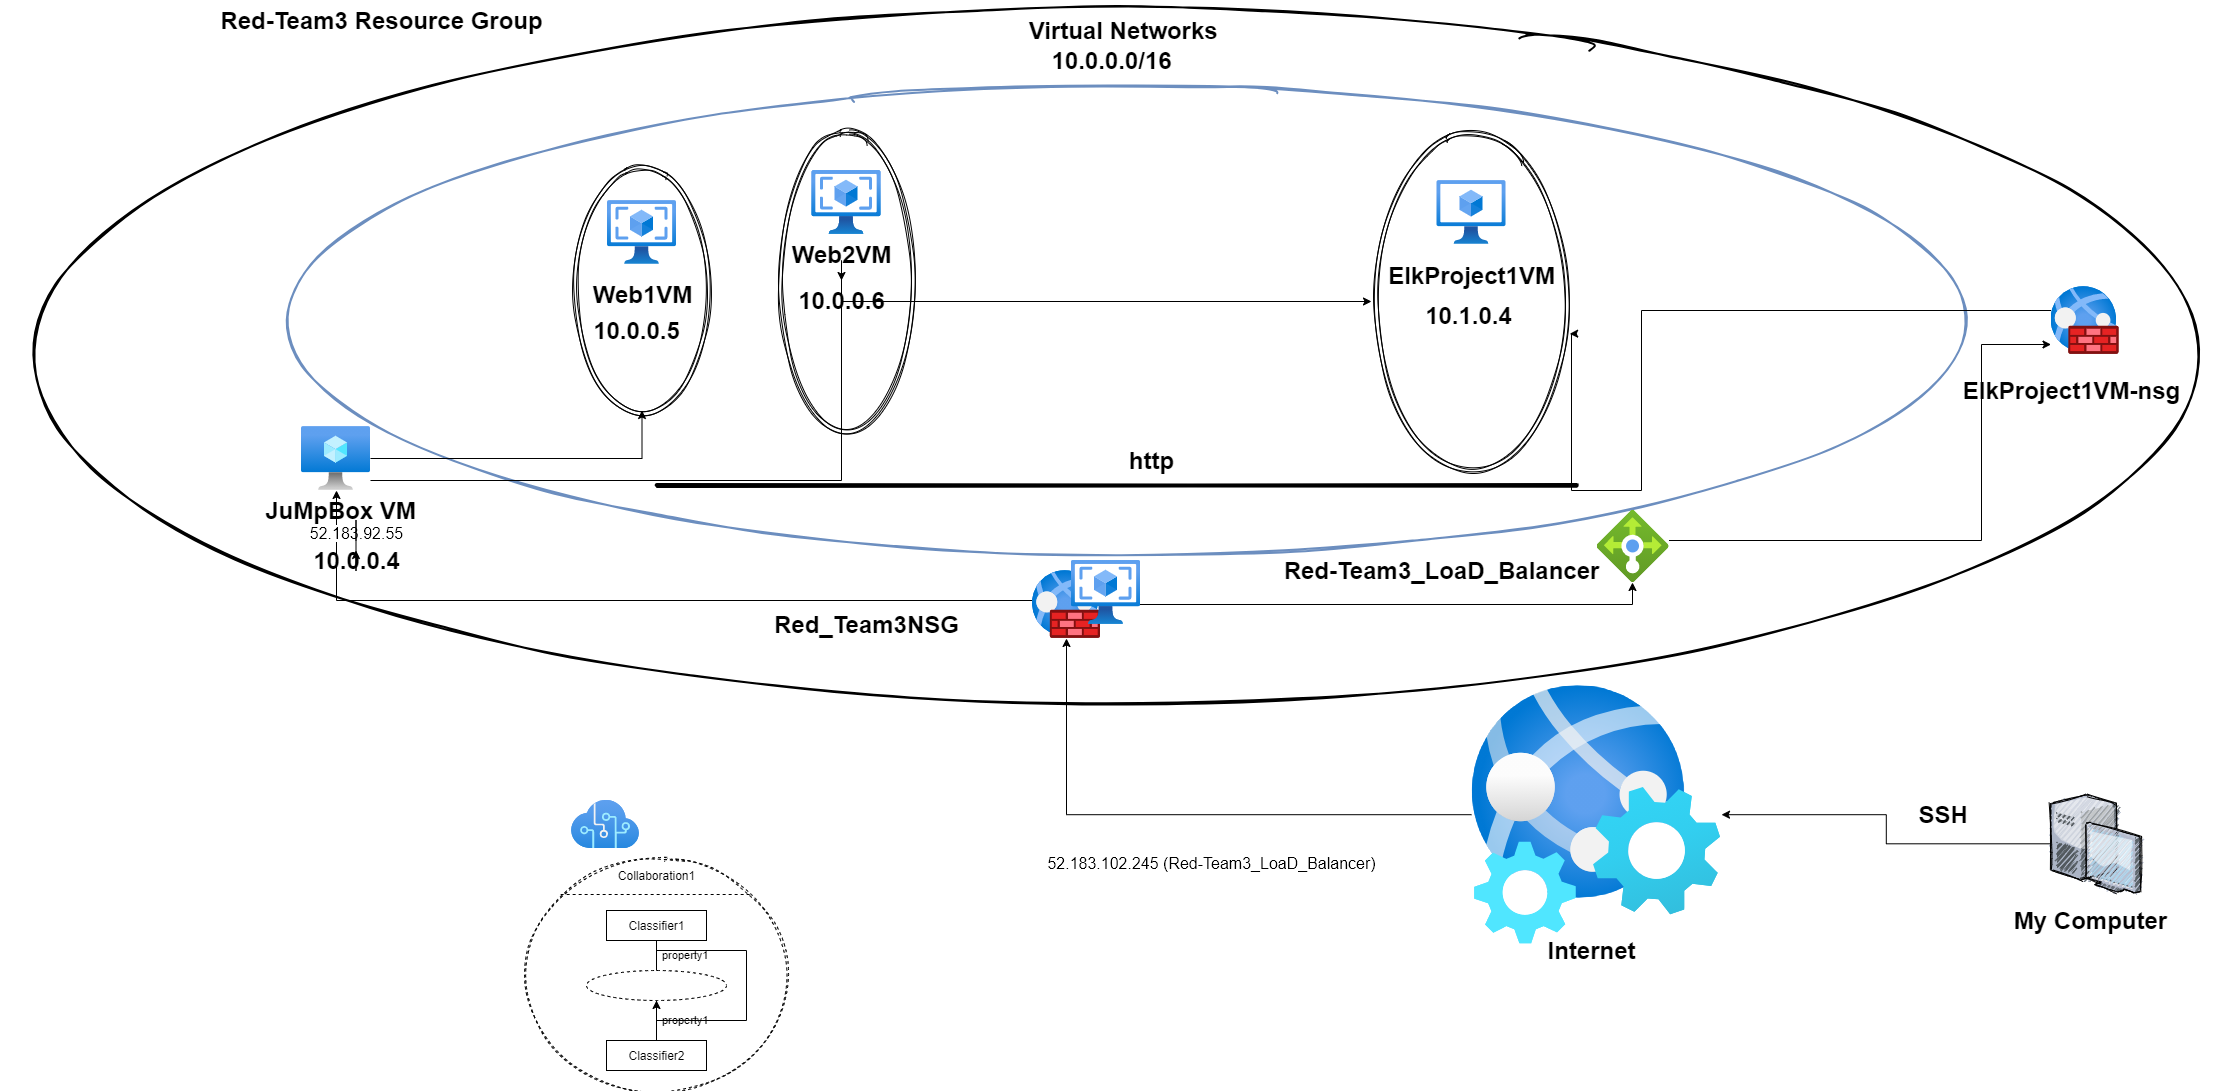 Red-Team3 Resource Group
Virtual Networks
10.0.0.0/16
Web1VM
10.0.0.5
Web2VM
10.0.0.6
ElkProject1VM
10.1.0.4
ElkProject1VM-nsg
http
JuMpBox VM
52.183.92.55
10.0.0.4
Red-Team3_LoaD_Balancer
Red_Team3NSG
52.183.102.245 (Red-Team3_LoaD_Balancer)
SSH
My Computer
Internet
Collaboration1
Classifier1
property1
property1
Classifier2